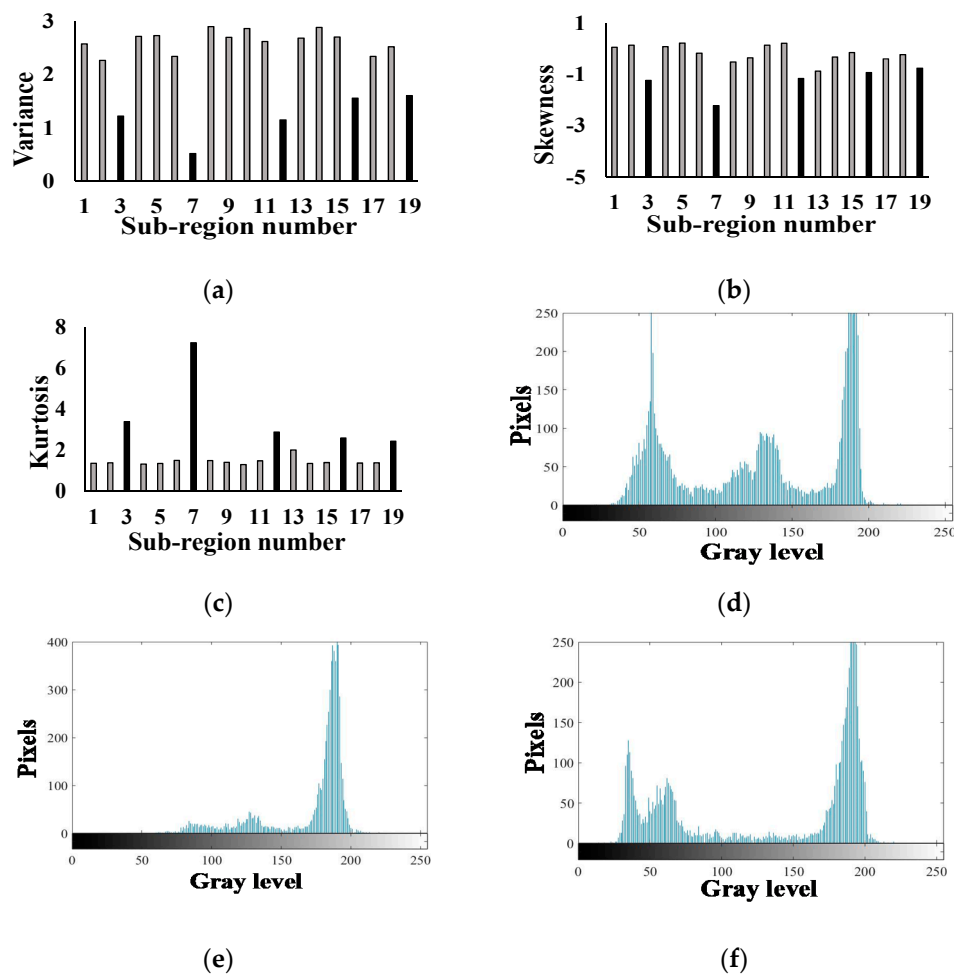 3
2
1
0
Variance
1 3 5 7 9 11 13 15 17 19
Sub-region number
(a)
1
-1
-3
-5
Skewness
1 3 5 7 9 11 13 15 17 19
Sub-region number
(b)
8
6
4
2
0
Kurtosis
1 3 5 7 9 11 13 15 17 19
Sub-region number
(c)
250
200
150
100
50
0
Pixels
0 50 100 150 200 250
Gray level
(d)
400
300
200
100
0
Pixels
0 50 100 150 200 250
Gray level
(e)
250
200
150
100
50
0
Pixels
0 50 100 150 200 250
Gray level
(f)